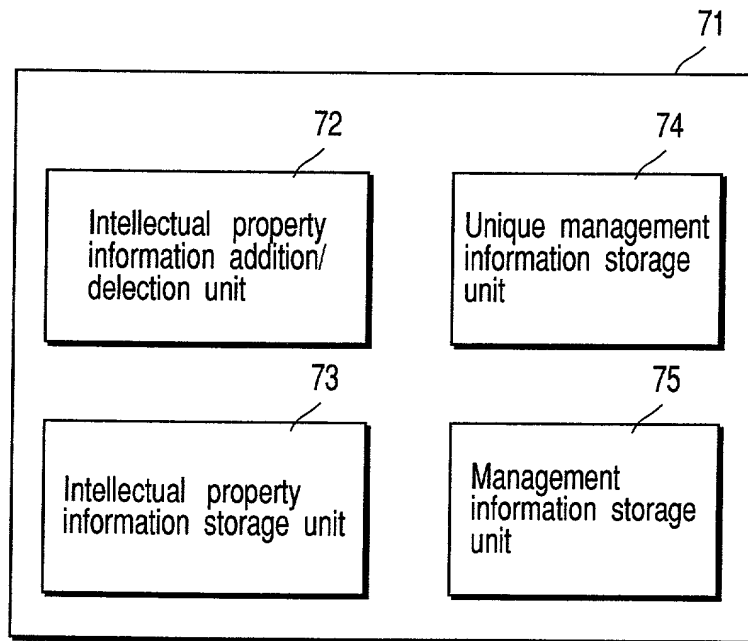 71
72
Intellectual property
information addition/
delection unit
74
Unique management
information storage
unit
73
Intellectual property
information storage unit
75
Management
information storage
unit